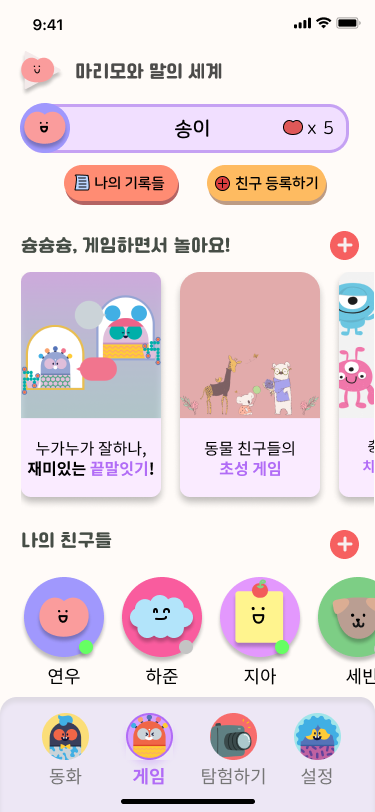 9:41
마리모와 말의 세계
송이
x 5
나의 기록들
친구 등록하기
슝슝슝, 게임하면서 놀아요!
누가누가 잘하나,
재미있는 끝말잇기!
동물 친구들의
초성 게임
나의 친구들
연우
하준
지아
세빈
동화
게임
탐험하기
설정